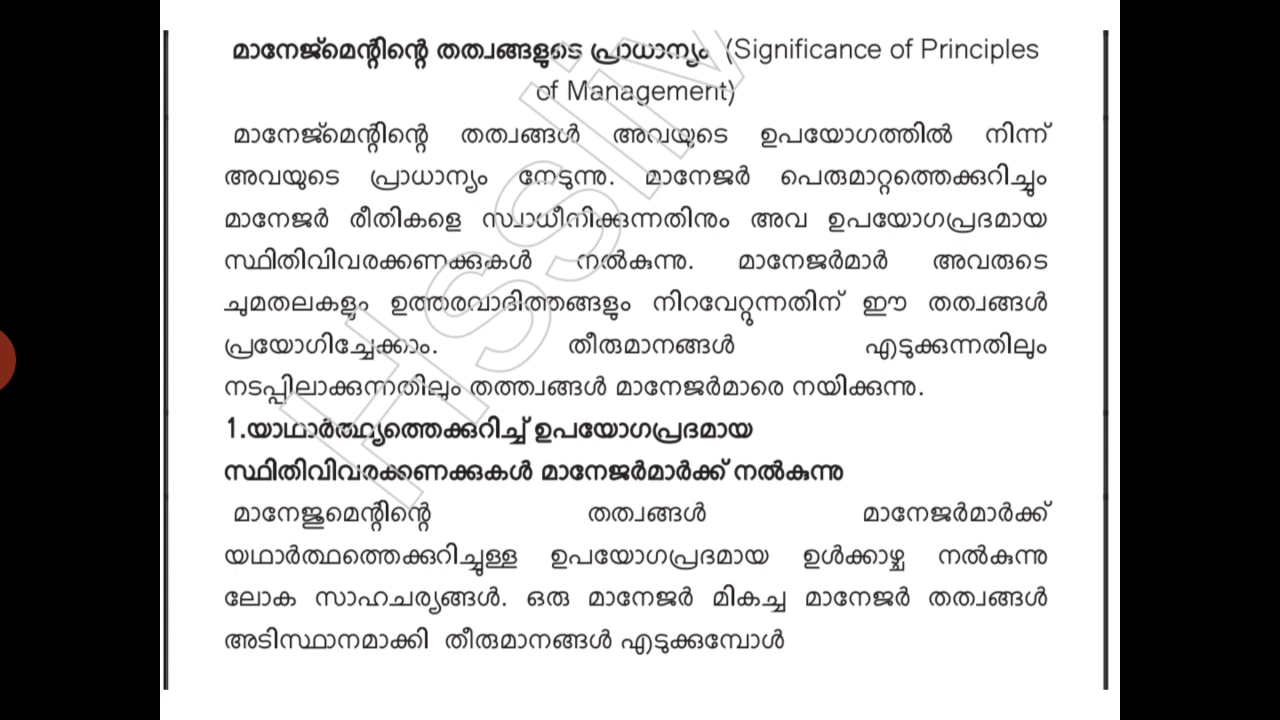 മാനേജ്മെന്റിന്റെ തത്വങ്ങളുടെ പ്രാധാന്യം (Significance of Principles
of Management)
മാനേജ്മെന്റിന്റെ തത്വങ്ങൾ അവയുടെ ഉപയോഗത്തിൽ നിന്ന്
അവയുടെ പ്രാധാന്യം നേടുന്നു. മാനേജർ പെരുമാറ്റത്തെക്കുറിച്ചും
മാനേജർ രീതികളെ സ്വാധീനിക്കുന്നതിനും അവ ഉപയോഗപ്രദമായ
സ്ഥിതിവിവരക്കണക്കുകൾ നൽകുന്നു. മാനേജർമാർ അവരുടെ
ചുമതലകളും ഉത്തരവാദിത്തങ്ങളും നിറവേറ്റുന്നതിന് ഈ തത്വങ്ങൾ
പ്രയോഗിച്ചേക്കാം. തീരുമാനങ്ങൾ എടുക്കുന്നതിലും
നടപ്പിലാക്കുന്നതിലും തത്ത്വങ്ങൾ മാനേജർമാരെ നയിക്കുന്നു.
1.യാഥാർത്ഥ്യത്തെക്കുറിച്ച് ഉപയോഗപ്രദമായ
സ്ഥിതിവിവരക്കണക്കുകൾ മാനേജർമാർക്ക് നൽകുന്നു
മാനേജുമെന്റിന്റെ തത്വങ്ങൾ മാനേജർമാർക്ക്
യഥാർത്ഥത്തെക്കുറിച്ചുള്ള ഉപയോഗപ്രദമായ ഉൾക്കാഴ്ച നൽകുന്നു
ലോക സാഹചര്യങ്ങൾ. ഒരു മാനേജർ മികച്ച മാനേജർ തത്വങ്ങൾ
അടിസ്ഥാനമാക്കി തീരുമാനങ്ങൾ എടുക്കുമ്പോൾ